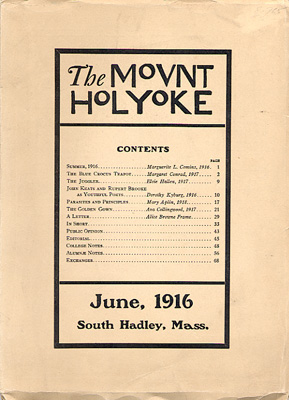 The MOVNT
HOLYOKE
CONTENTS
PAGE
SUMMER, 1916 Marguerite L. Comins, 1916. 1
THE BLUE CROCUS TEAPOT Margaret Conrad, 1917. 2
THE JUGGLER Elsie Hullen, 1917. 9
JOHN KEATS AND RUPERT BROOKE
AS YOUTHFUL POETS Dorothy Kyburg, 1916. 10
PARASITES AND PRINCIPLES Mary Aplin, 1918. 17
THE GOLDEN GOWN Ava Collingwood, 1917. 21
A LETTER Alice Browne Frame 29
IN SHORT 33
PUBLIC OPINION 43
EDITORIAL 45
COLLEGE NOTES 48
ALUMNÆ NOTES 56
EXCHANGES 68
June, 1916
South Hadley, Mass.